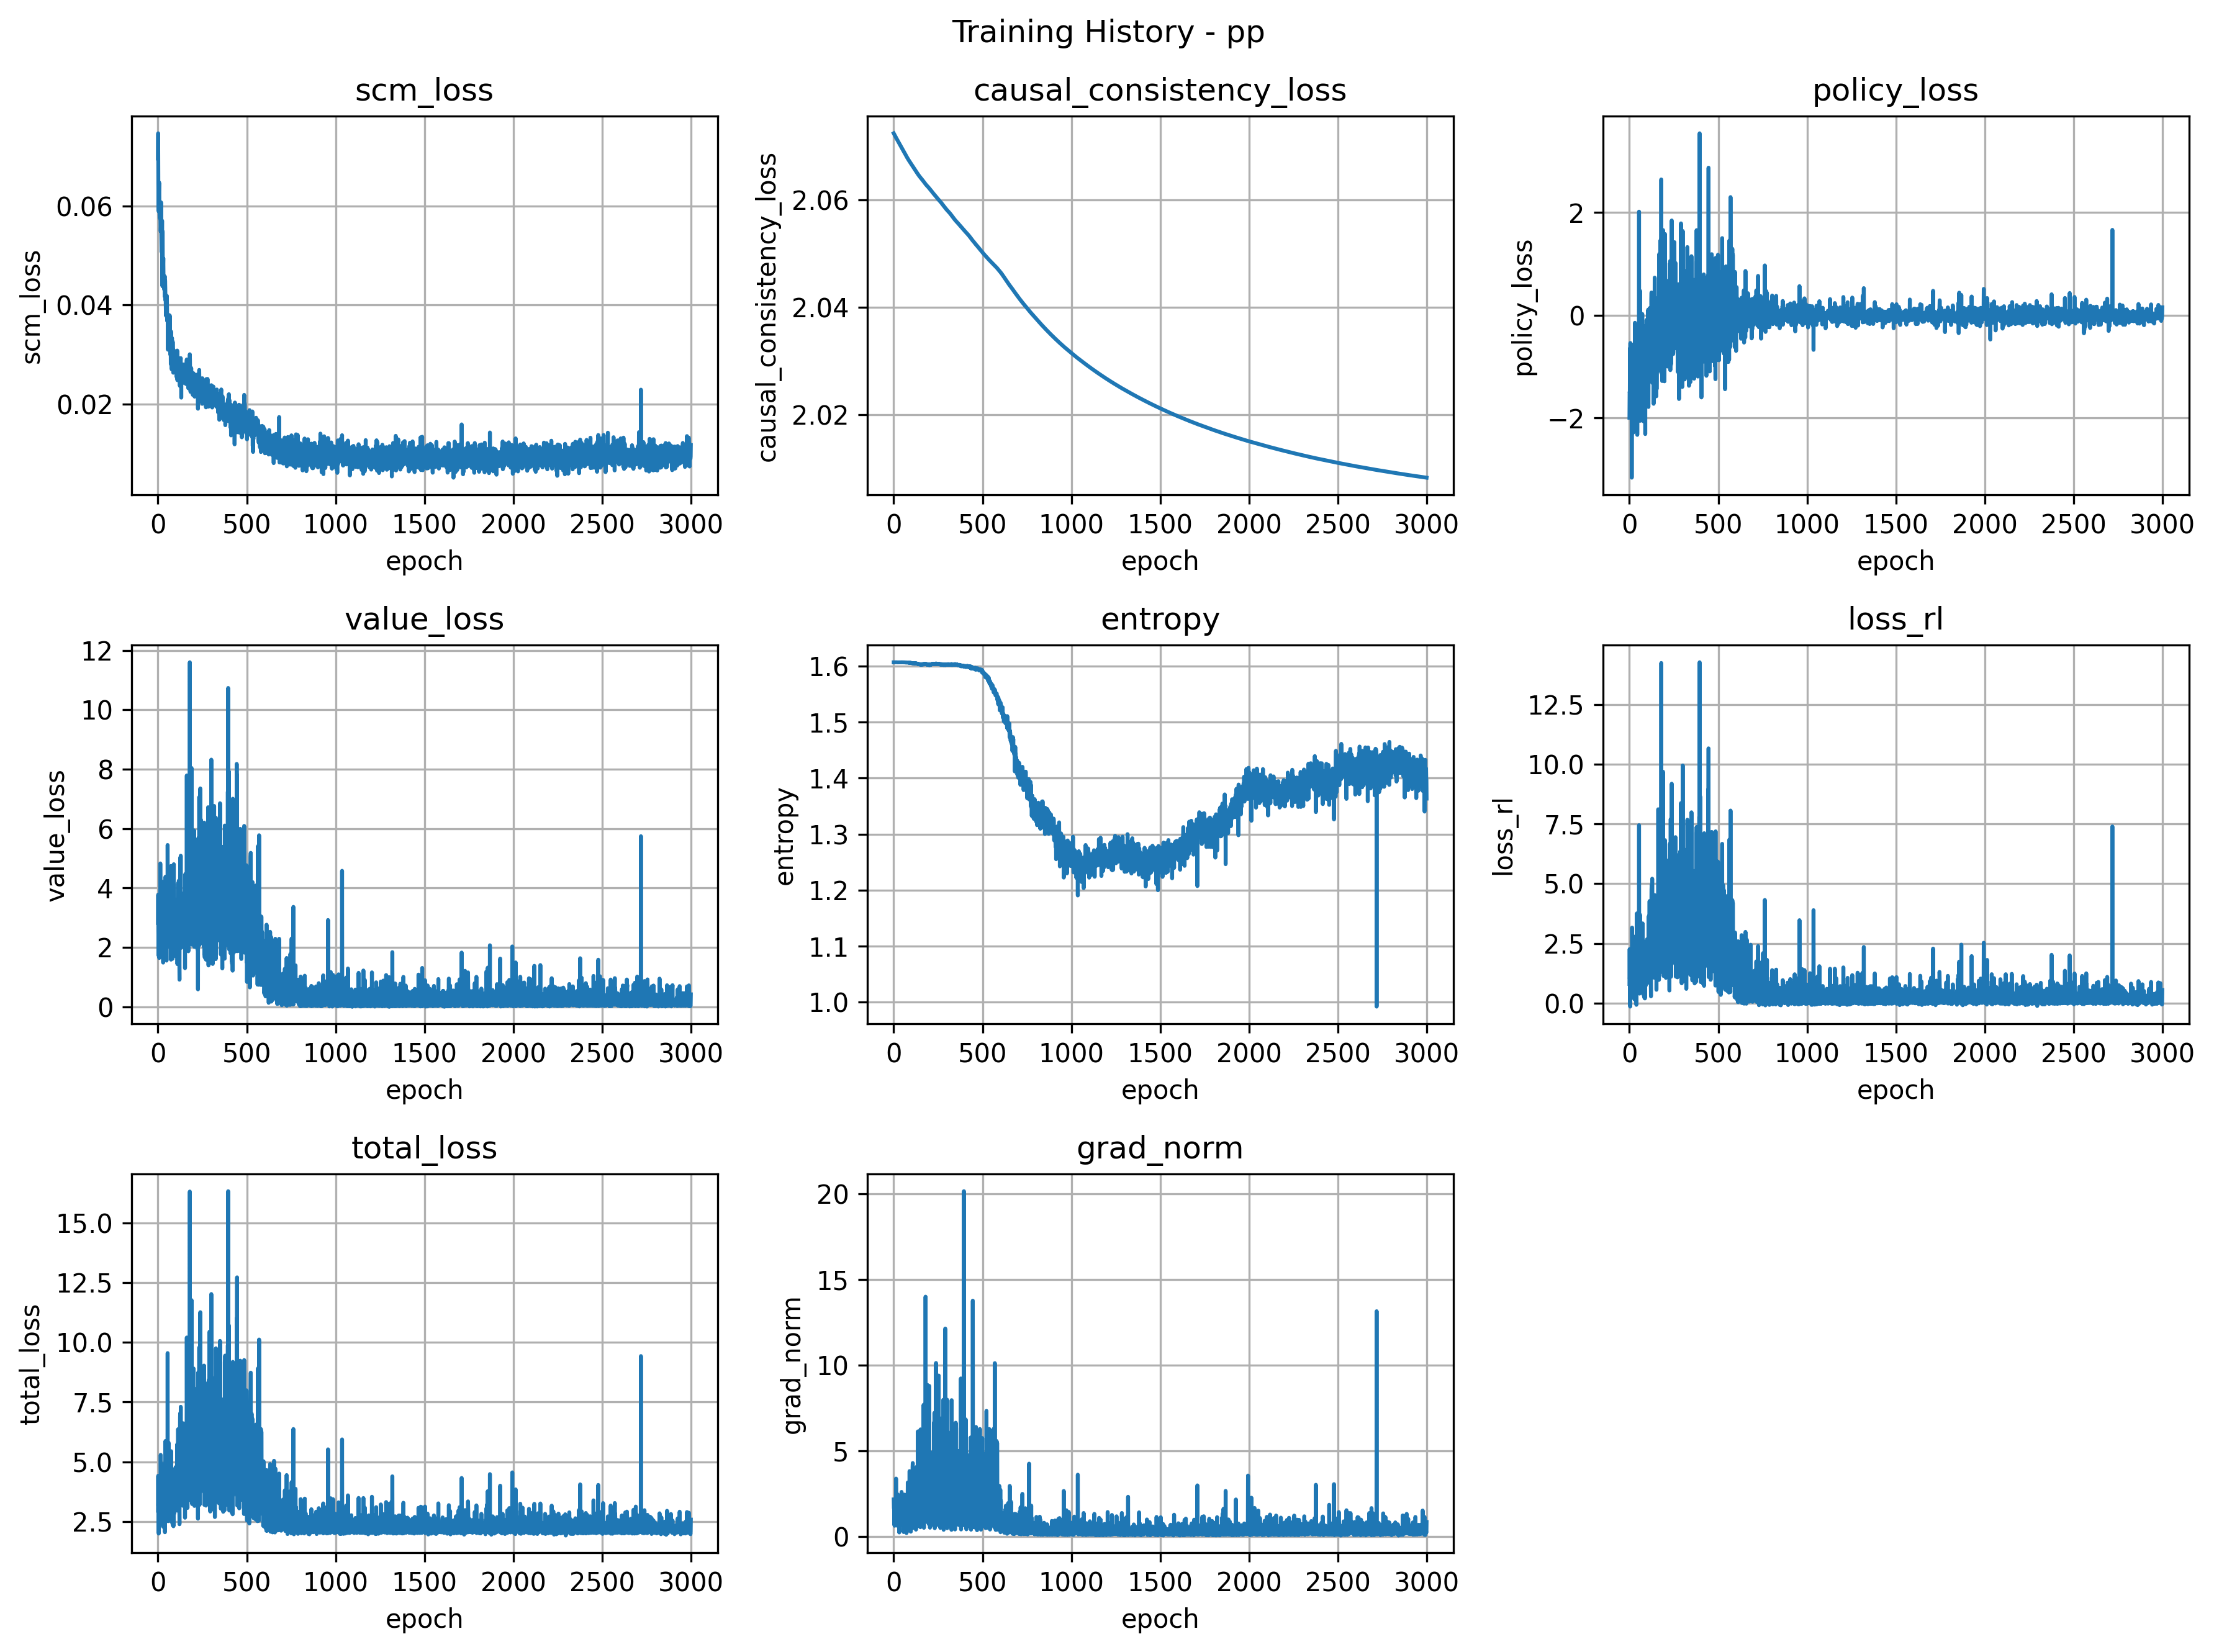 Training History - pp
scm_loss
scm_loss
0.06
0.04
0.02
0 500 1000 1500 2000 2500 3000
epoch
causal_consistency_loss
causal_consistency_loss
2.06
2.04
2.02
0 500 1000 1500 2000 2500 3000
epoch
policy_loss
policy_loss
2
0
−2
0 500 1000 1500 2000 2500 3000
epoch
value_loss
value_loss
12
10
8
6
4
2
0
0 500 1000 1500 2000 2500 3000
epoch
entropy
entropy
1.6
1.5
1.4
1.3
1.2
1.1
1.0
0 500 1000 1500 2000 2500 3000
epoch
loss_rl
loss_rl
12.5
10.0
7.5
5.0
2.5
0.0
0 500 1000 1500 2000 2500 3000
epoch
total_loss
total_loss
15.0
12.5
10.0
7.5
5.0
2.5
0 500 1000 1500 2000 2500 3000
epoch
grad_norm
grad_norm
20
15
10
5
0
0 500 1000 1500 2000 2500 3000
epoch